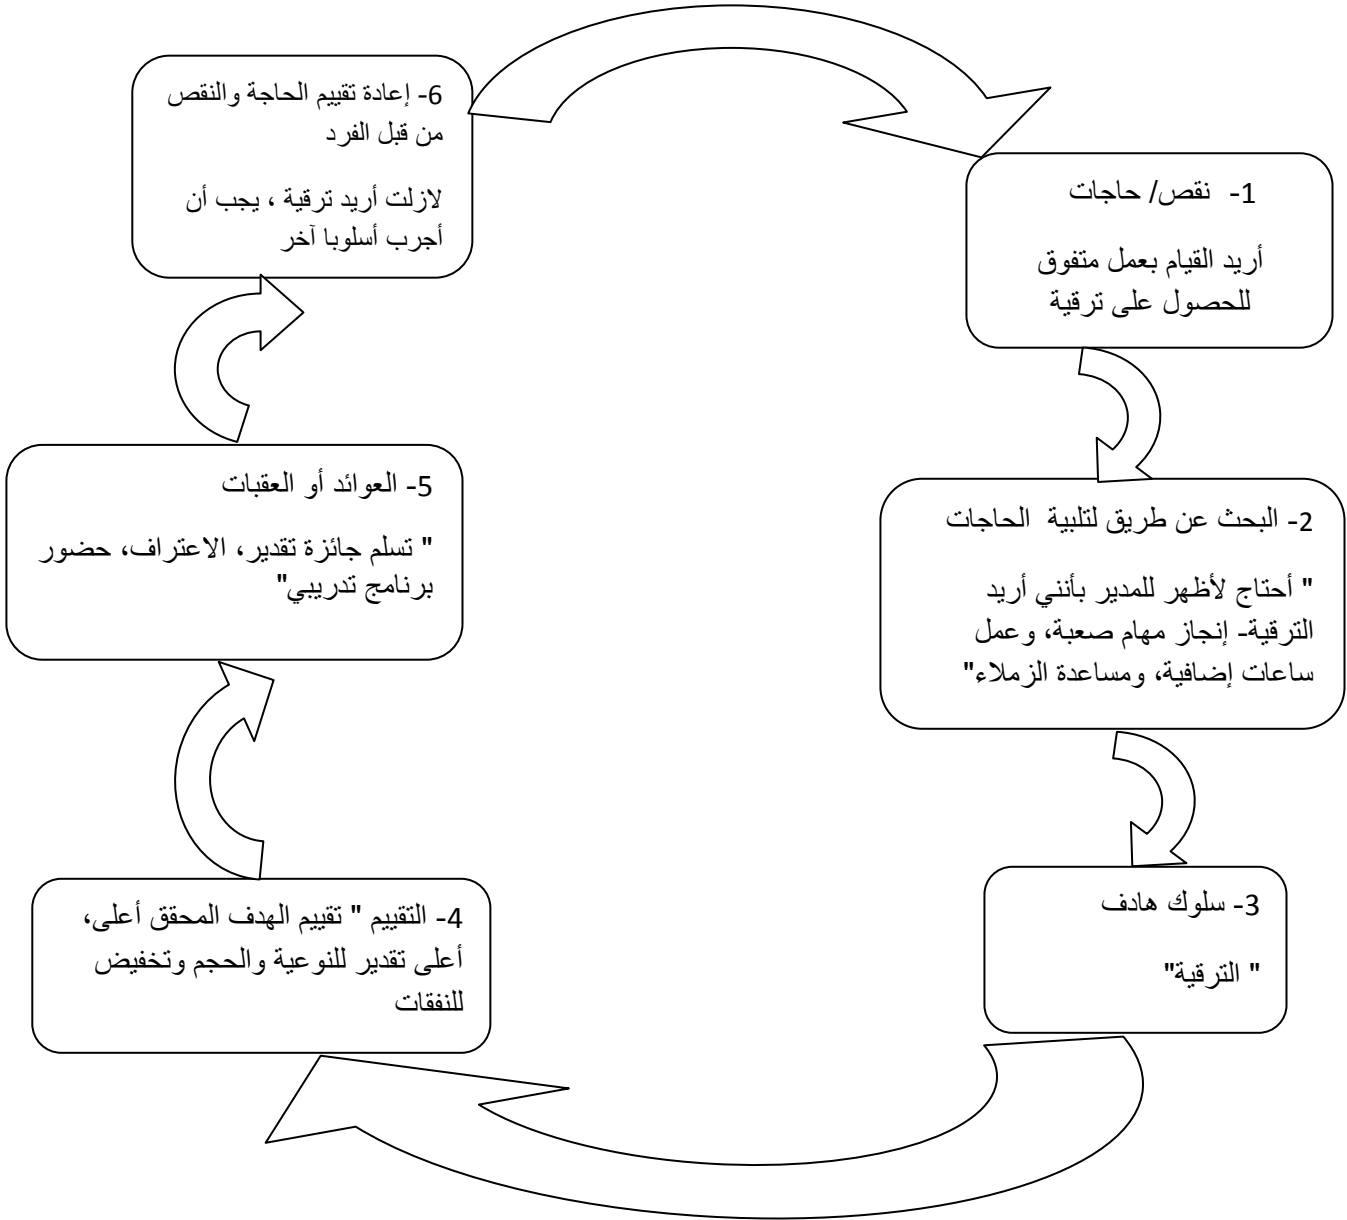 1- نقص/ حاجات
أريد القيام بعمل متفوق
للحصول على ترقية
2- البحث عن طريق لتلبية الحاجات
" أحتاج لأظهر للمدير بأنني أريد
الترقية- إنجاز مهام صعبة، وعمل
ساعات إضافية، ومساعدة الزملاء"
3- سلوك هادف
" الترقية"
4- التقييم " تقييم الهدف المحقق أعلى،
أعلى تقدير للنوعية والحجم وتخفيض
للنفقات
5- العوائد أو العقبات
" تسلم جائزة تقدير، الاعتراف، حضور
برنامج تدريبي"
6- إعادة تقييم الحاجة والنقص
من قبل الفرد
لازلت أريد ترقية ، يجب أن
أجرب أسلوبا آخر